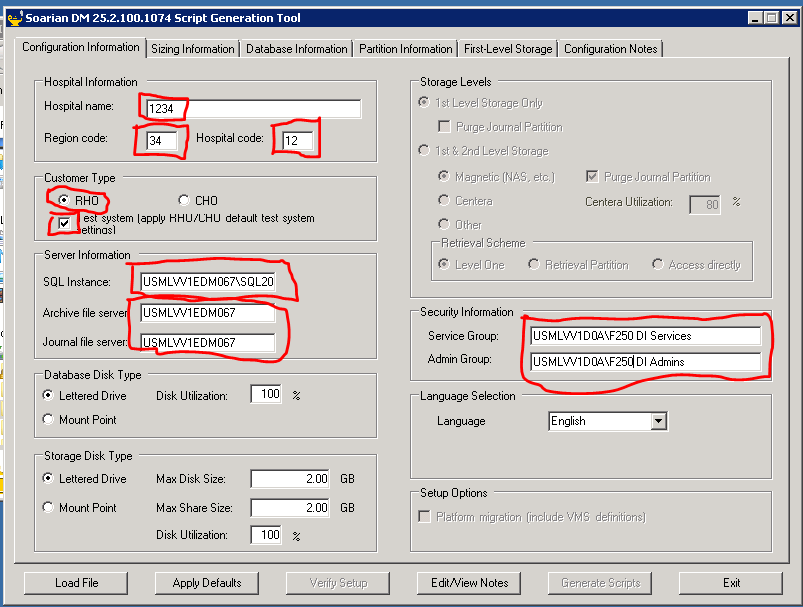 Soarian DM 25.2.100.1074 Script Generation Tool
Configuration Information Sizing Information Database Information Partition Information First-Level Storage Configuration Notes
Hospital Information
Hospital name: 1234
Region code: 34 Hospital code: 12
Customer Type
RHO CHO
est system (apply RHO/CHO default test system
settings)
Server Information
SQL Instance: USMLVV1EDM067\SQL20
Archive file server: USMLVV1EDM067
Journal file server: USMLVV1EDM067
Database Disk Type
Lettered Drive Disk Utilization: 100 %
Mount Point
Storage Disk Type
Lettered Drive Max Disk Size: 2.00 GB
Mount Point Max Share Size: 2.00 GB
Disk Utilization: 100 %
Storage Levels
1st Level Storage Only
Purge Journal Partition
1st & 2nd Level Storage
Magnetic (NAS, etc.) Purge Journal Partition
Centera Centera Utilization: 80 %
Other
Retrieval Scheme
Level One Retrieval Partition Access directly
Security Information
Service Group: USMLVV1D0A\F250 DI Services
Admin Group: USMLVV1D0A\F250 DI Admins
Language Selection
Language English
Setup Options
Platform migration (include VMS definitions)
Load File Apply Defaults Verify Setup Edit/View Notes Generate Scripts Exit